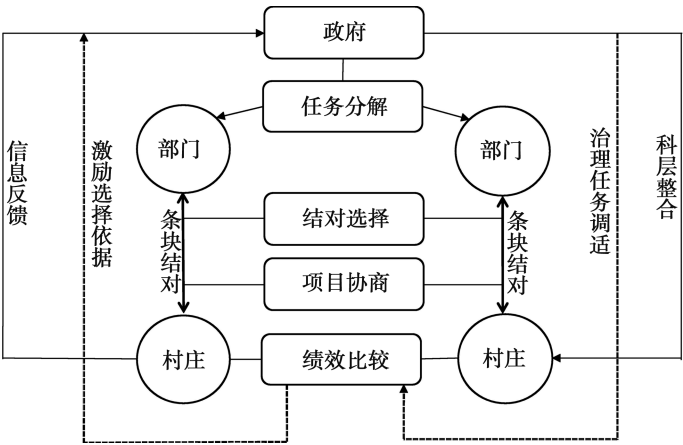 政府
任务分解
部门
部门
信息反馈
激励选择依据
条块结对
结对选择
条块结对
治理任务调适
科层整合
项目协商
村庄
绩效比较
村庄